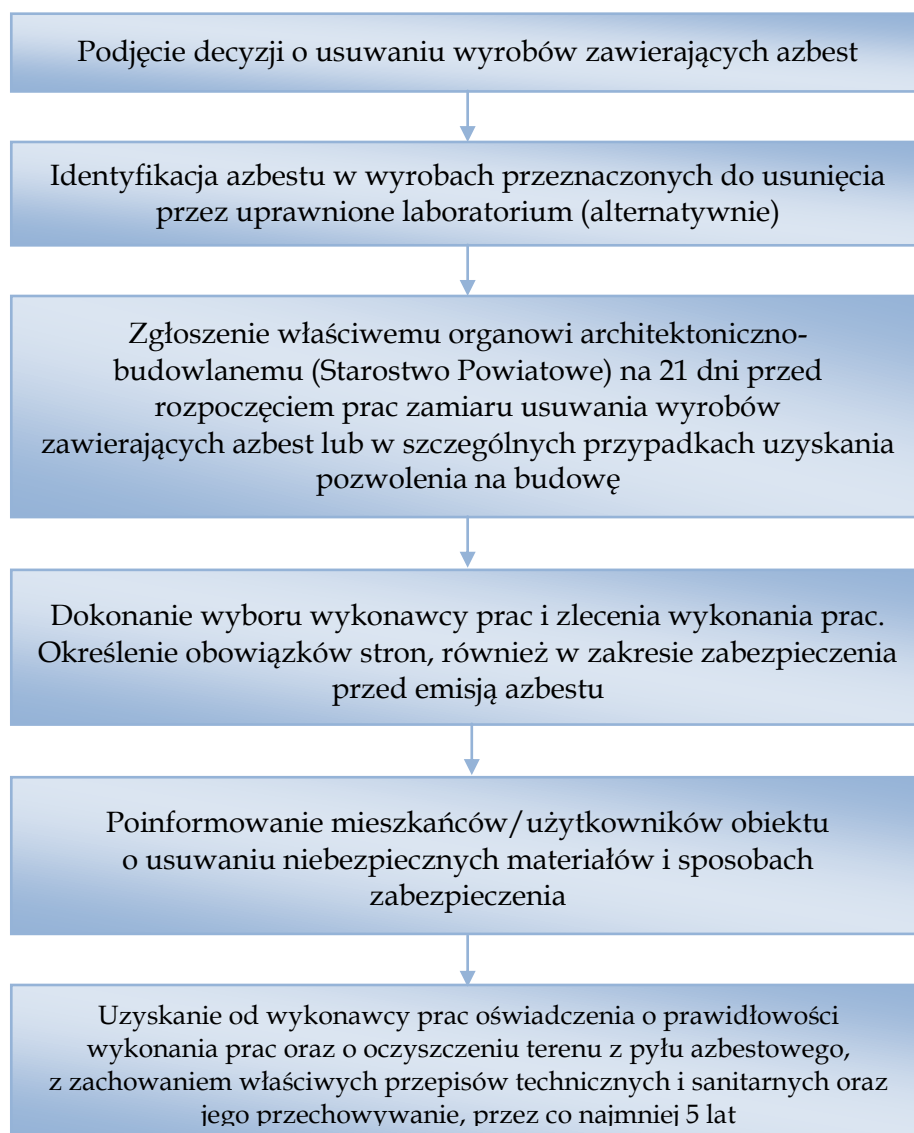 Podjęcie decyzji o usuwaniu wyrobów zawierających azbest
Identyfikacja azbestu w wyrobach przeznaczonych do usunięcia
przez uprawnione laboratorium (alternatywnie)
Zgłoszenie właściwemu organowi architektoniczno-
budowlanemu (Starostwo Powiatowe) na 21 dni przed
rozpoczęciem prac zamiaru usuwania wyrobów
zawierających azbest lub w szczególnych przypadkach uzyskania
pozwolenia na budowę
Dokonanie wyboru wykonawcy prac i zlecenia wykonania prac.
Określenie obowiązków stron, również w zakresie zabezpieczenia
przed emisją azbestu
Poinformowanie mieszkańców/użytkowników obiektu
o usuwaniu niebezpiecznych materiałów i sposobach
zabezpieczenia
Uzyskanie od wykonawcy prac oświadczenia o prawidłowości
wykonania prac oraz o oczyszczeniu terenu z pyłu azbestowego,
z zachowaniem właściwych przepisów technicznych i sanitarnych oraz
jego przechowywanie, przez co najmniej 5 lat